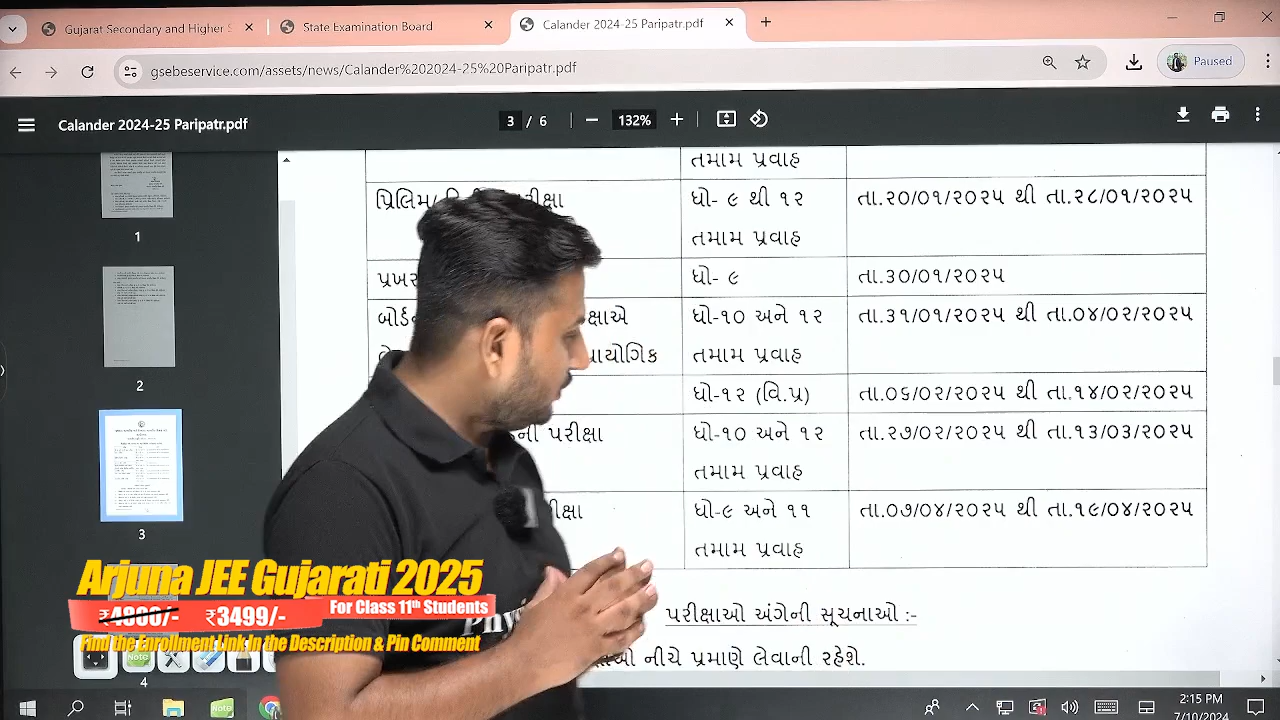 Gujarat Secondary and Higher S
State Examination Board
Calander 2024-25 Paripatr.pdf
gsebeservice.com/assets/news/Calander%202024-25%20Paripatr.pdf
Paused
Calander 2024-25 Paripatr.pdf
3 / 6
132%
તમામ પ્રવાહ
પ્રિલિમ/ પરીક્ષા ધો- ૯ થી ૧૨ તા.૨૦/૦૧/૨૦૨૫ થી તા.૨૮/૦૧/૨૦૨૫
તમામ પ્રવાહ
ધો- ૯ તા.૩૦/૦૧/૨૦૨૫
ધો-૧૦ અને ૧૨ તા.૩૧/૦૧/૨૦૨૫ થી તા.૦૪/૦૨/૨૦૨૫
તમામ પ્રવાહ
ધો-૧૨ (વિ.પ્ર) તા.૦૬/૦૨/૨૦૨૫ થી તા.૧૪/૦૨/૨૦૨૫
પરીક્ષા ધો-૧૦ અને ૧૨ તા.૨૭/૦૨/૨૦૨૫ થી તા.૧૩/૦૩/૨૦૨૫
તમામ પ્રવાહ
ધો-૯ અને ૧૧ તા.૦૭/૦૪/૨૦૨૫ થી તા.૧૯/૦૪/૨૦૨૫
તમામ પ્રવાહ
પરીક્ષાઓ અંગેની સૂચનાઓ :-
નીચે પ્રમાણે લેવાની રહેશે.
1
2
3
4
Arjuna JEE Gujarati 2025
₹4800/- ₹3499/- For Class 11th Students
Find the Enrollment Link In the Description & Pin Comment
Note
Note
2:15 PM
7/10/2024